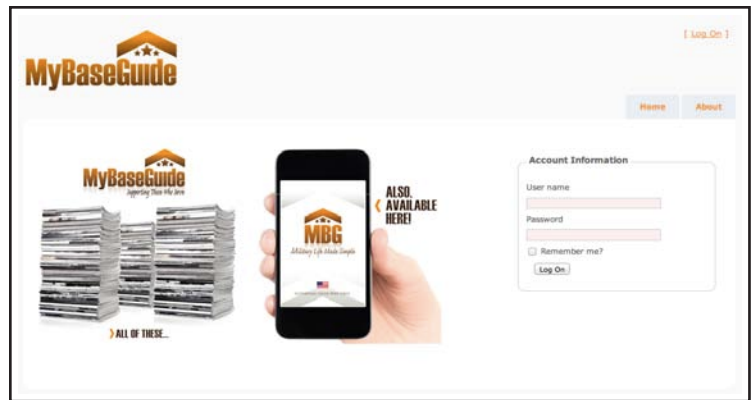 [ Log On ]
MyBaseGuide
Home About
MyBaseGuide
Supporting Those Who Serve
ALSO,
AVAILABLE
HERE!
MBG
Military Life Made Simple
ALL OF THESE...
Account Information
User name
Password
Remember me?
Log On